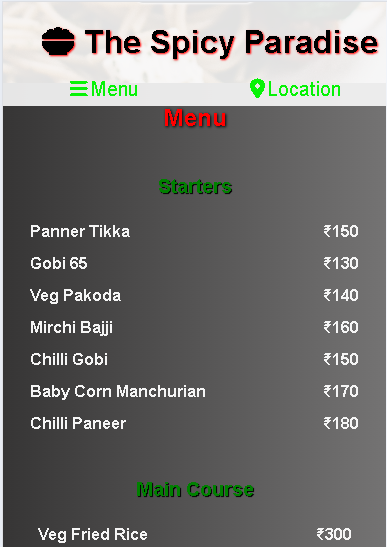 The Spicy Paradise
Menu Location
Menu
Starters
Panner Tikka ₹150
Gobi 65 ₹130
Veg Pakoda ₹140
Mirchi Bajji ₹160
Chilli Gobi ₹150
Baby Corn Manchurian ₹170
Chilli Paneer ₹180
Main Course
Veg Fried Rice ₹300